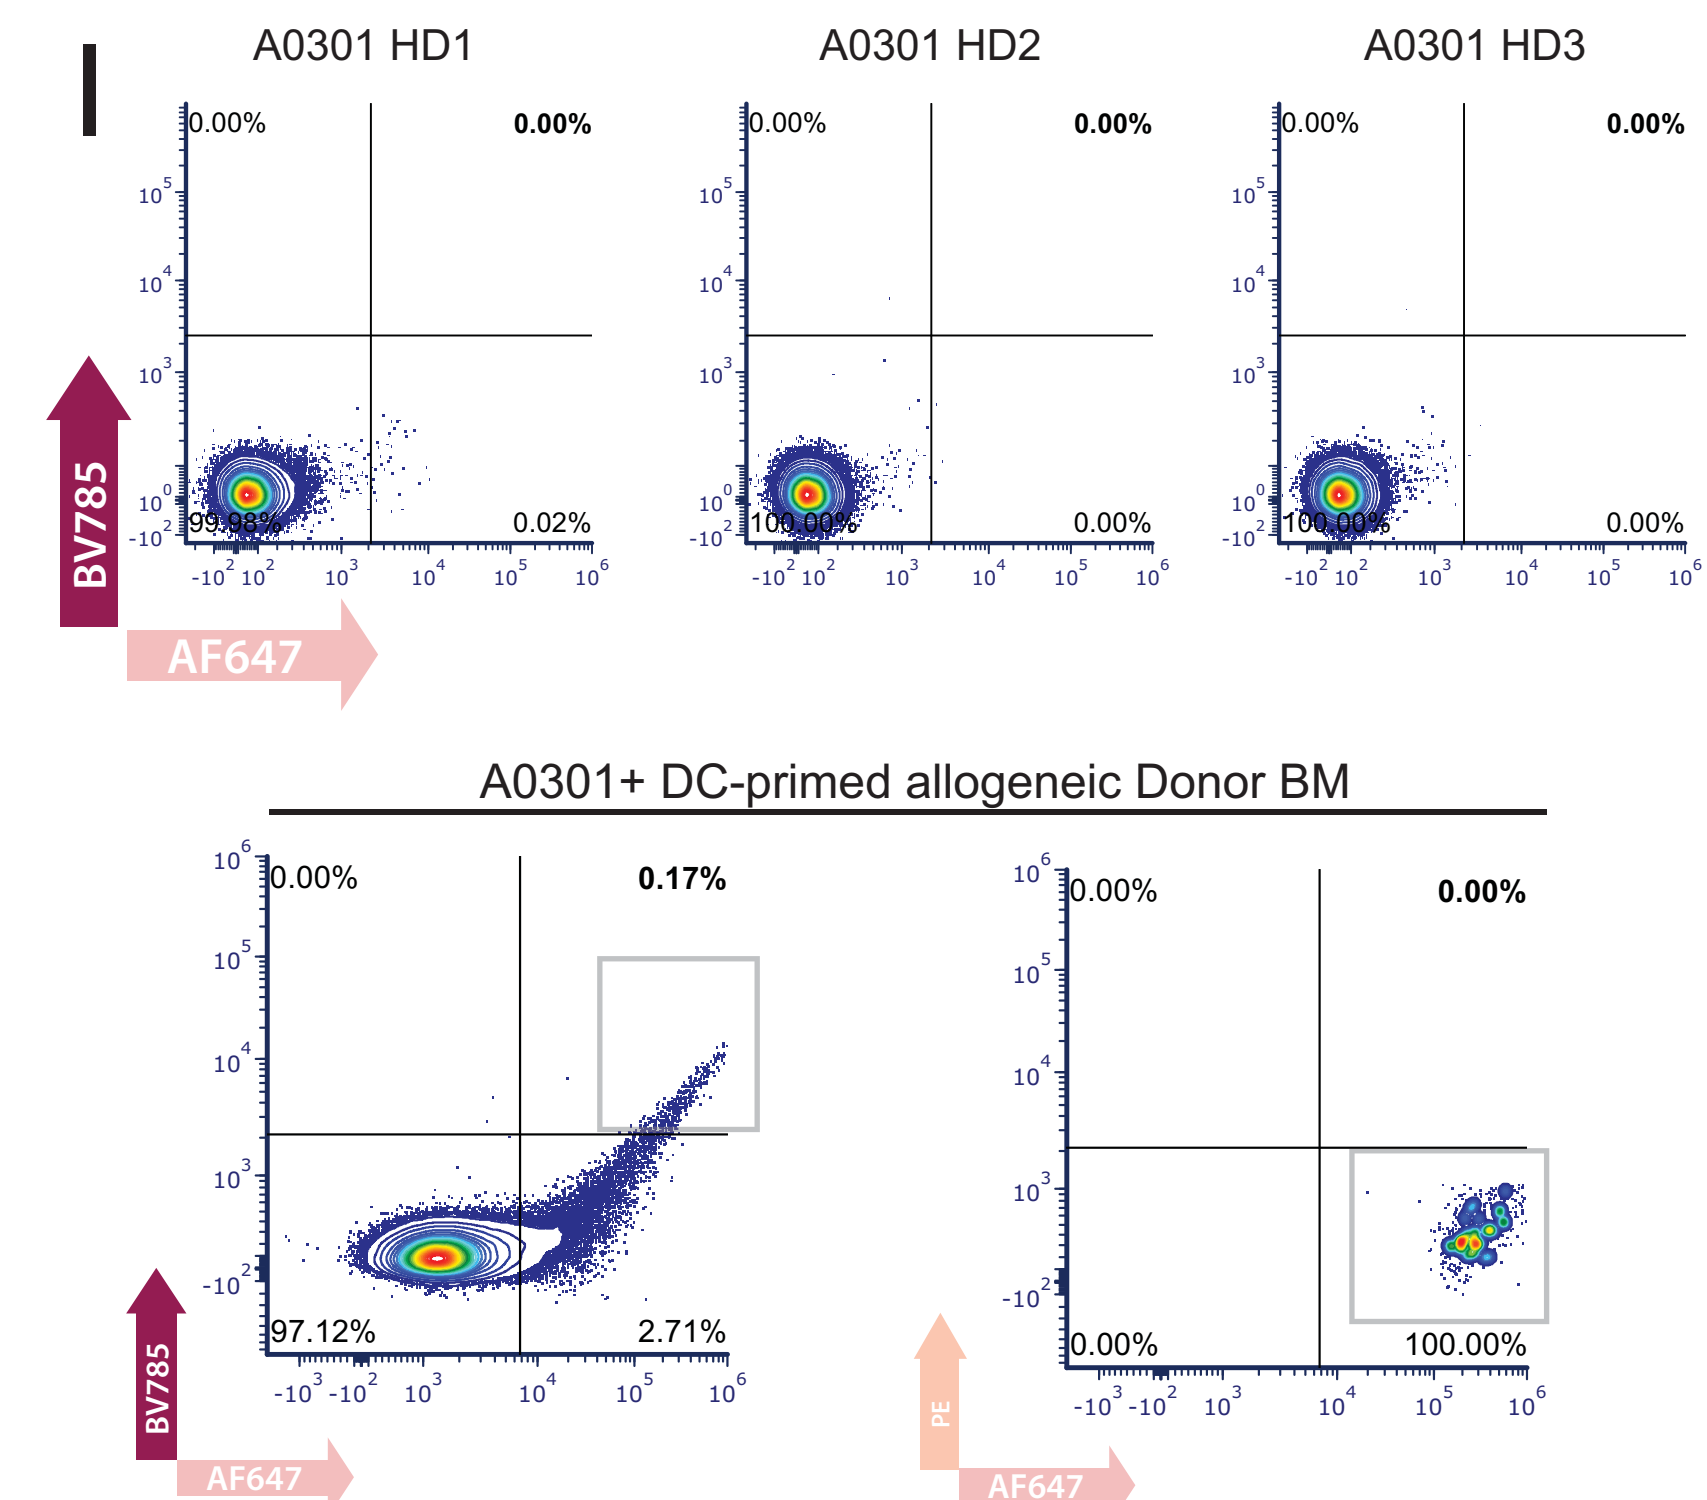 I
A0301 HD1 A0301 HD2 A0301 HD3
0.00% 0.00% 0.00% 0.00% 0.00% 0.00%
10^5 10^5 10^5
10^4 10^4 10^4
10^3 10^3 10^3
10^0 10^0 10^0
99.98% 0.02% 100.00% 0.00% 100.00% 0.00%
-10^2 -10^2 -10^2
-10^2 10^2 10^3 10^4 10^5 10^6 -10^2 10^2 10^3 10^4 10^5 10^6 -10^2 10^2 10^3 10^4 10^5 10^6
BV785
AF647
A0301+ DC-primed allogeneic Donor BM
10^6 10^6
0.00% 0.17% 0.00% 0.00%
10^5 10^5
10^4 10^4
10^3 10^3
-10^2 -10^2
97.12% 2.71% 0.00% 100.00%
-10^3 -10^2 10^3 10^4 10^5 10^6 -10^3 -10^2 10^3 10^4 10^5 10^6
BV785 PE
AF647 AF647